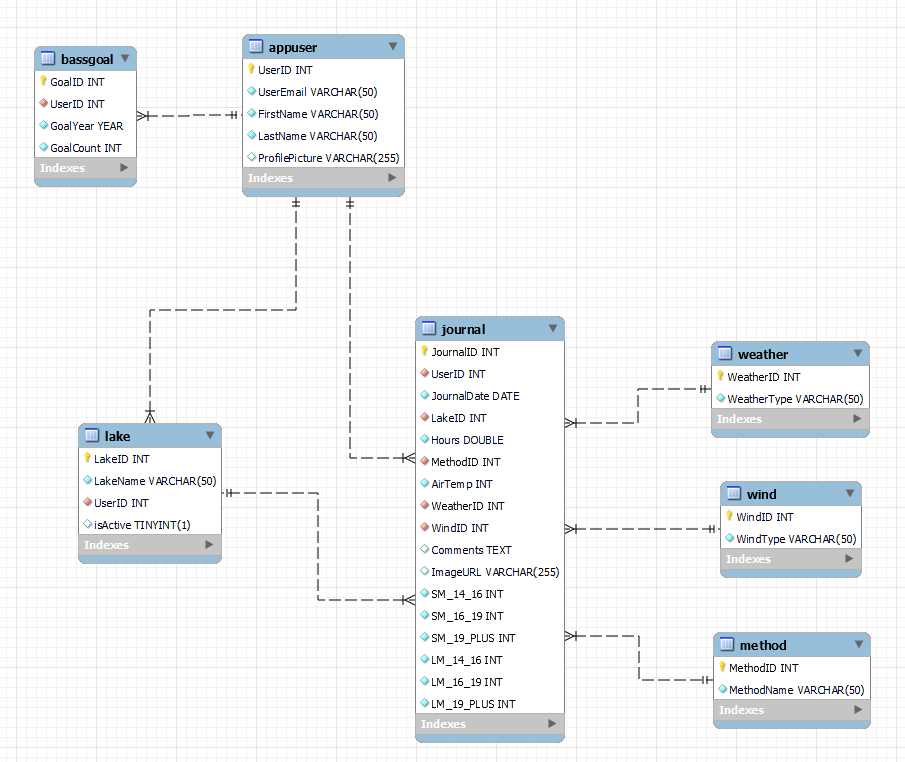 bassgoal
GoalID INT
UserID INT
GoalYear YEAR
GoalCount INT
Indexes
appuser
UserID INT
UserEmail VARCHAR(50)
FirstName VARCHAR(50)
LastName VARCHAR(50)
ProfilePicture VARCHAR(255)
Indexes
journal
JournalID INT
UserID INT
JournalDate DATE
LakeID INT
Hours DOUBLE
MethodID INT
AirTemp INT
WeatherID INT
WindID INT
Comments TEXT
ImageURL VARCHAR(255)
SM_14_16 INT
SM_16_19 INT
SM_19_PLUS INT
LM_14_16 INT
LM_16_19 INT
LM_19_PLUS INT
Indexes
lake
LakeID INT
LakeName VARCHAR(50)
UserID INT
isActive TINYINT(1)
Indexes
weather
WeatherID INT
WeatherType VARCHAR(50)
Indexes
wind
WindID INT
WindType VARCHAR(50)
Indexes
method
MethodID INT
MethodName VARCHAR(50)
Indexes